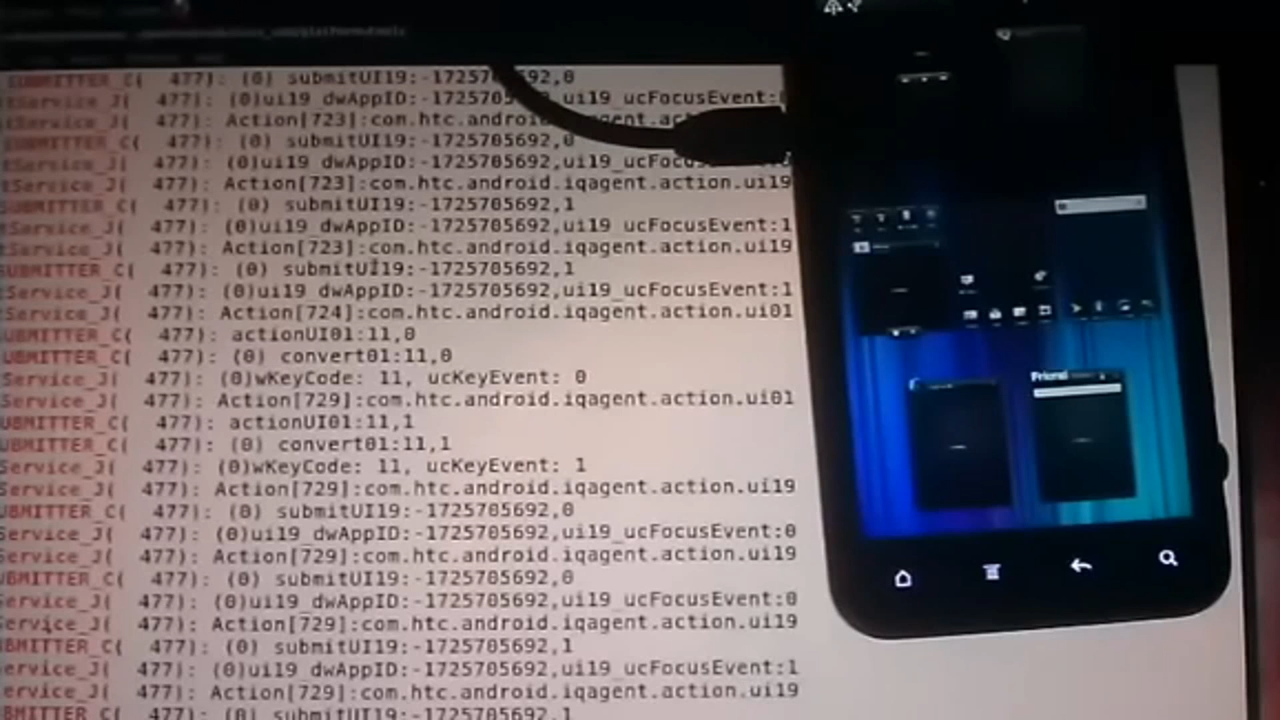 SUBMITTER_C( 477): (0) submitUI19:-1725705692,0
tService_J( 477): (0)ui19_dwAppID:-1725705692,ui19_ucFocusEvent:
tService_J( 477): Action[723]:com.htc.android.
SUBMITTER_C( 477): (0) submitUI19:-1725705692,0
tService_J( 477): (0)ui19_dwAppID:-1725705692,ui19_ucFocus
tService_J( 477): Action[723]:com.htc.android.iqagent.action.ui19
SUBMITTER_C( 477): (0) submitUI19:-1725705692,1
tService_J( 477): (0)ui19_dwAppID:-1725705692,ui19_ucFocusEvent:1
tService_J( 477): Action[723]:com.htc.android.iqagent.action.ui19
SUBMITTER_C( 477): (0) submitUI19:-1725705692,1
tService_J( 477): (0)ui19_dwAppID:-1725705692,ui19_ucFocusEvent:1
tService_J( 477): Action[724]:com.htc.android.iqagent.action.ui01
UBMITTER_C( 477): actionUI01:11,0
UBMITTER_C( 477): (0) convert01:11,0
Service_J( 477): (0)wKeyCode: 11, ucKeyEvent: 0
Service_J( 477): Action[729]:com.htc.android.iqagent.action.ui01
UBMITTER_C( 477): actionUI01:11,1
UBMITTER_C( 477): (0) convert01:11,1
Service_J( 477): (0)wKeyCode: 11, ucKeyEvent: 1
Service_J( 477): Action[729]:com.htc.android.iqagent.action.ui19
UBMITTER_C( 477): (0) submitUI19:-1725705692,0
Service_J( 477): (0)ui19_dwAppID:-1725705692,ui19_ucFocusEvent:0
Service_J( 477): Action[729]:com.htc.android.iqagent.action.ui19
UBMITTER_C( 477): (0) submitUI19:-1725705692,0
Service_J( 477): (0)ui19_dwAppID:-1725705692,ui19_ucFocusEvent:0
Service_J( 477): Action[729]:com.htc.android.iqagent.action.ui19
BMITTER_C( 477): (0) submitUI19:-1725705692,1
ervice_J( 477): (0)ui19_dwAppID:-1725705692,ui19_ucFocusEvent:1
ervice_J( 477): Action[729]:com.htc.android.iqagent.action.ui19
BMITTER_C( 477): (0) submitUI19:-1725705692,1
Friend